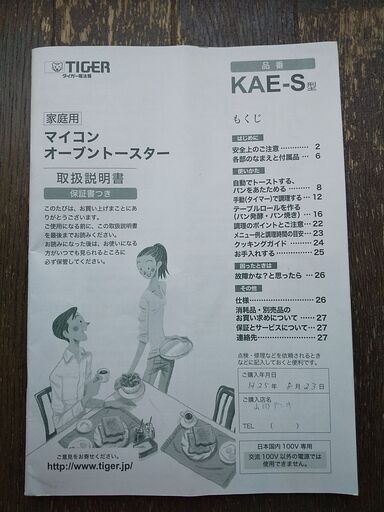 TIGER
タイガー魔法瓶
家庭用
マイコン
オーブントースター
取扱説明書
保証書つき
このたびは、お買い上げまことにあ
りがとうございます。
ご使用になる前に、この取扱説明書
を最後までお読みください。
お読みになった後は、お使いになる
方がいつでも見られるところに
必ず保管してください。
ご意見をお寄せください。
http://www.tiger.jp/
品番
KAE-S型
もくじ
はじめに
安全上のご注意 ………… 2
各部のなまえと付属品 … 6
使いかた
自動でトーストする、
パンをあたためる ……… 8
手動(タイマー)で調理する … 12
テーブルロールを作る
(パン発酵・パン焼き) … 16
調理のポイントとご注意 … 22
メニュー例と調理時間の目安 … 23
クッキングガイド ……… 24
お手入れする …………… 25
困ったときは
故障かな?と思ったら … 26
その他
仕様 ……………………… 26
消耗品・別売品の
お買い求めについて …… 27
保証とサービスについて … 27
連絡先 …………………… 27
点検・修理などを依頼されるとき
などに記入しておくと便利です。
ご購入年月日
H25年 8月23日
ご購入店名
TEL ( )
日本国内100V専用
交流100V以外の電源では
使用できません。